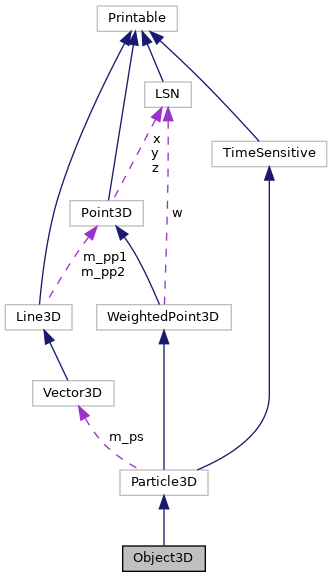 Printable
LSN
x
y
z
TimeSensitive
Point3D
w
m_pp1
m_pp2
Line3D
WeightedPoint3D
Vector3D
m_ps
Particle3D
Object3D